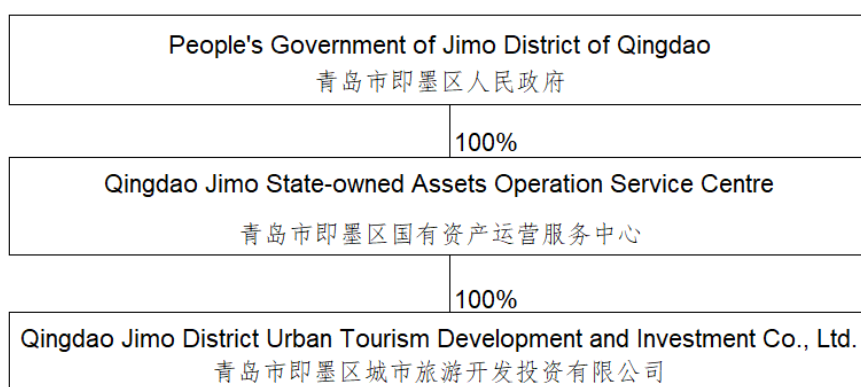 People's Government of Jimo District of Qingdao
青岛市即墨区人民政府
100%
Qingdao Jimo State-owned Assets Operation Service Centre
青岛市即墨区国有资产运营服务中心
100%
Qingdao Jimo District Urban Tourism Development and Investment Co., Ltd.
青岛市即墨区城市旅游开发投资有限公司